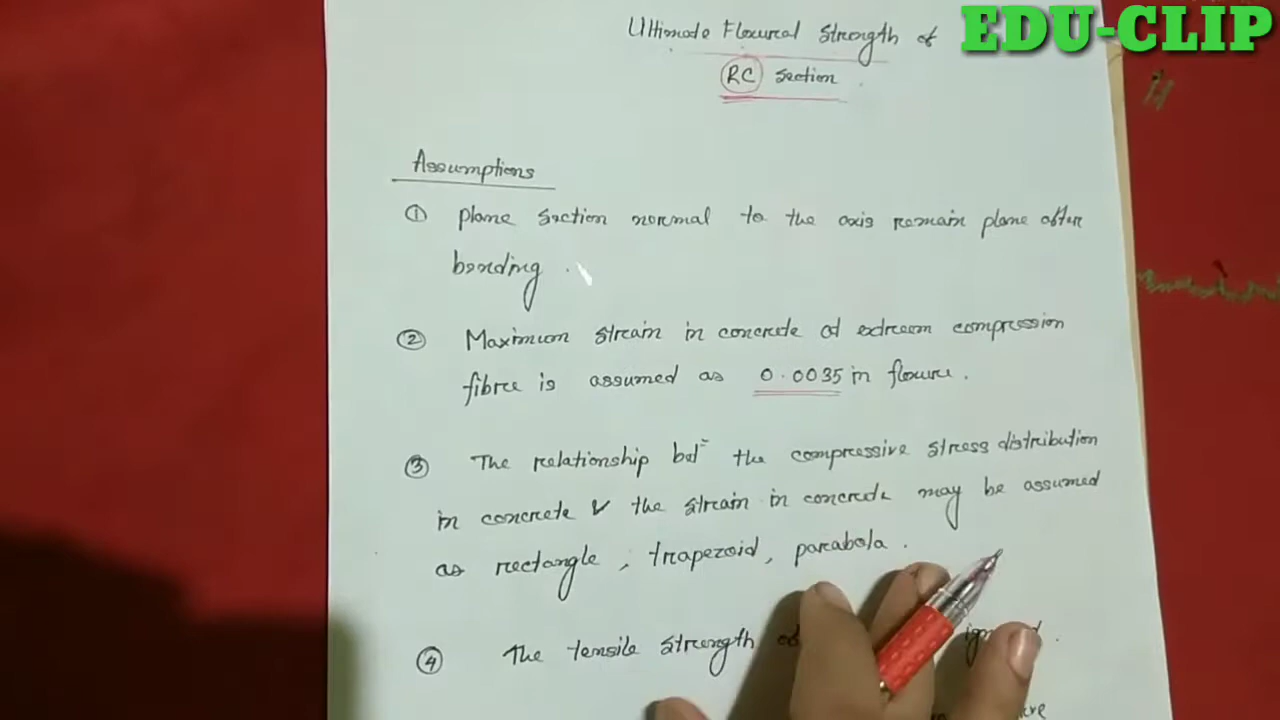 Ultimate Flexural Strength of
EDU-CLIP
RC section
Assumptions
① plane section normal to the axis remain plane after
bending.
② Maximum strain in concrete at extream compression
fibre is assumed as 0.0035 in flexure.
③ The relationship betⁿ the compressive stress distribution
in concrete & the strain in concrete may be assumed
as rectangle, trapezoid, parabola.
④ The tensile strength of